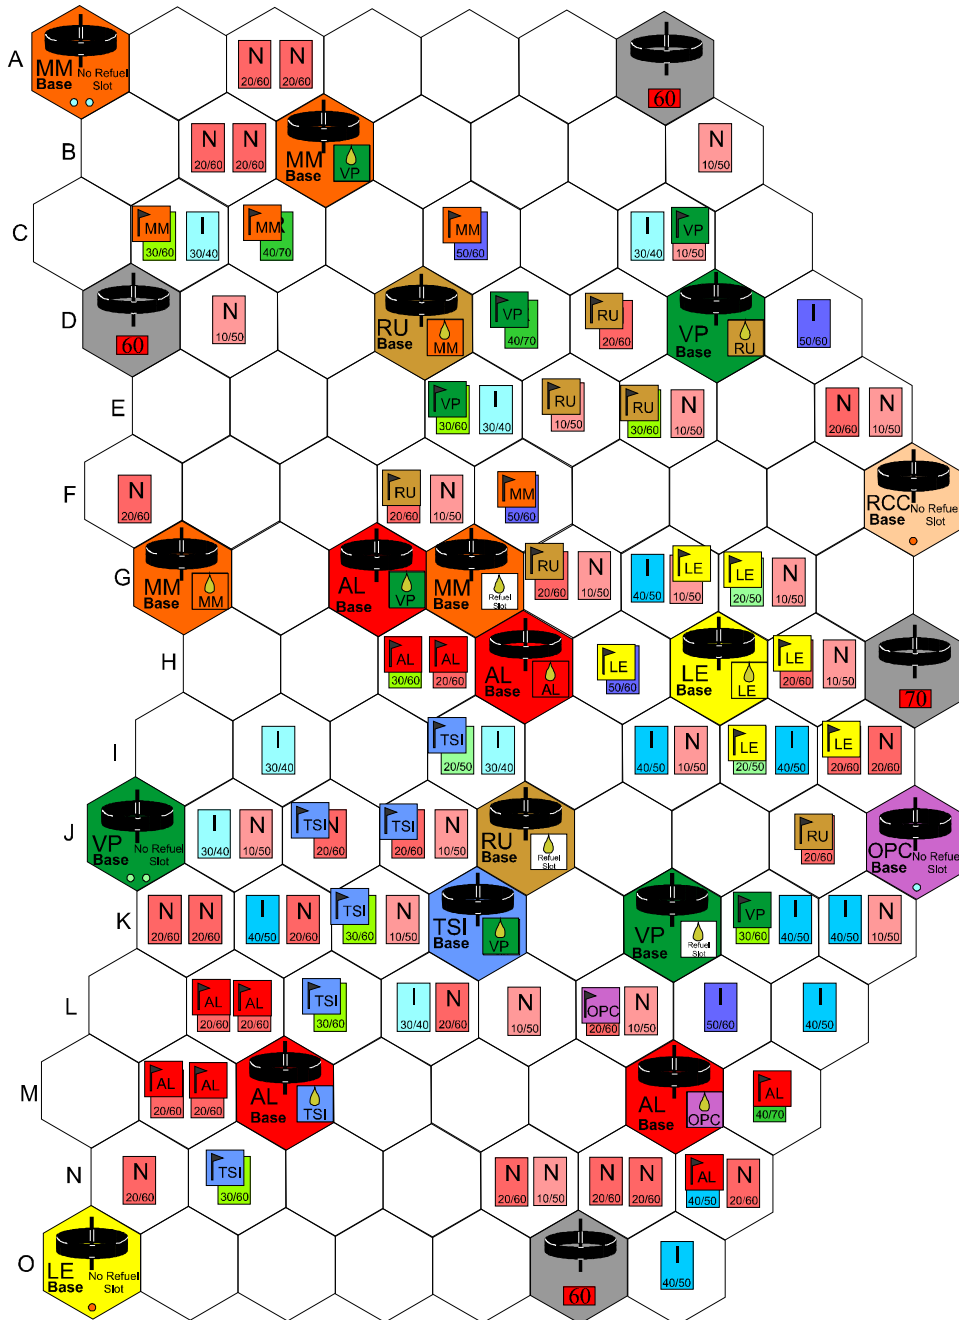 A
MM
Base
No Refuel
Slot
N
20/60
N
20/60
60
B
N
20/60
N
20/60
MM
Base
VP
N
10/50
C
MM
30/60
I
30/40
MM
40/70
MM
50/60
I
30/40
VP
10/50
D
60
N
10/50
RU
Base
MM
VP
40/70
RU
20/60
VP
Base
RU
I
50/60
E
VP
30/60
I
30/40
RU
10/50
RU
30/60
N
10/50
N
20/60
N
10/50
F
N
20/60
RU
20/60
N
10/50
MM
50/60
RCC
Base
No Refue
Slot
G
MM
Base
MM
AL
Base
VP
MM
Base
Refuel
Slot
RU
20/60
N
10/50
I
40/50
LE
10/50
LE
20/50
N
10/50
H
AL
30/60
AL
20/60
AL
Base
AL
LE
50/60
LE
Base
LE
LE
20/60
N
10/50
70
I
I
30/40
TSI
20/50
I
30/40
I
40/50
N
10/50
LE
20/50
I
40/50
LE
20/60
N
20/60
J
VP
Base
No Refuel
Slot
I
30/40
N
10/50
TSI
N
20/60
TSI
20/60
N
10/50
RU
Base
Refuel
Slot
RU
20/60
OPC
Base
No Refue
Slot
K
N
20/60
N
20/60
I
40/50
N
20/60
TSI
30/60
N
10/50
TSI
Base
VP
VP
Base
Refuel
Slot
VP
30/60
I
40/50
I
40/50
N
10/50
L
AL
20/60
AL
20/60
TSI
30/60
I
30/40
N
20/60
N
10/50
OPC
20/60
N
10/50
I
50/60
I
40/50
M
AL
20/60
AL
20/60
AL
Base
TSI
AL
Base
OPC
AL
40/70
N
N
20/60
TSI
30/60
N
20/60
N
10/50
N
20/60
N
20/60
AL
40/50
N
20/60
O
LE
Base
No Refuel
Slot
60
I
40/50